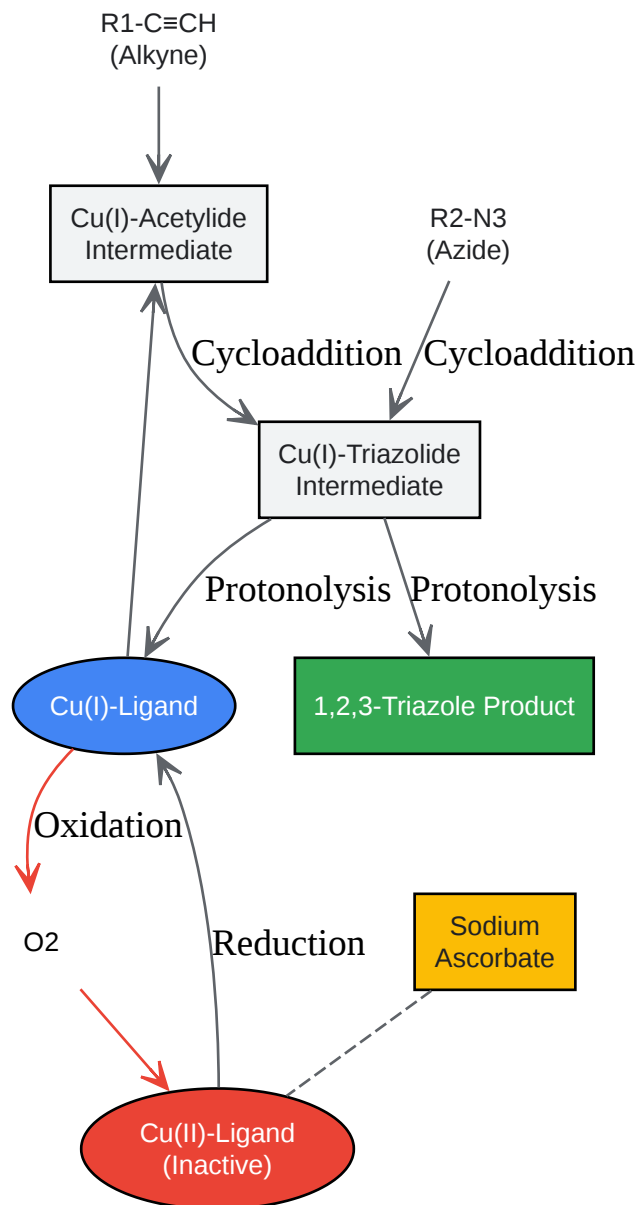 R1-C≡CH
(Alkyne)
Cu(I)-Acetylide
Intermediate
R2-N3
(Azide)
Cycloaddition
Cycloaddition
Cu(I)-Triazolide
Intermediate
Protonolysis
Protonolysis
Cu(I)-Ligand
1,2,3-Triazole Product
Oxidation
O2
Reduction
Sodium
Ascorbate
Cu(II)-Ligand
(Inactive)